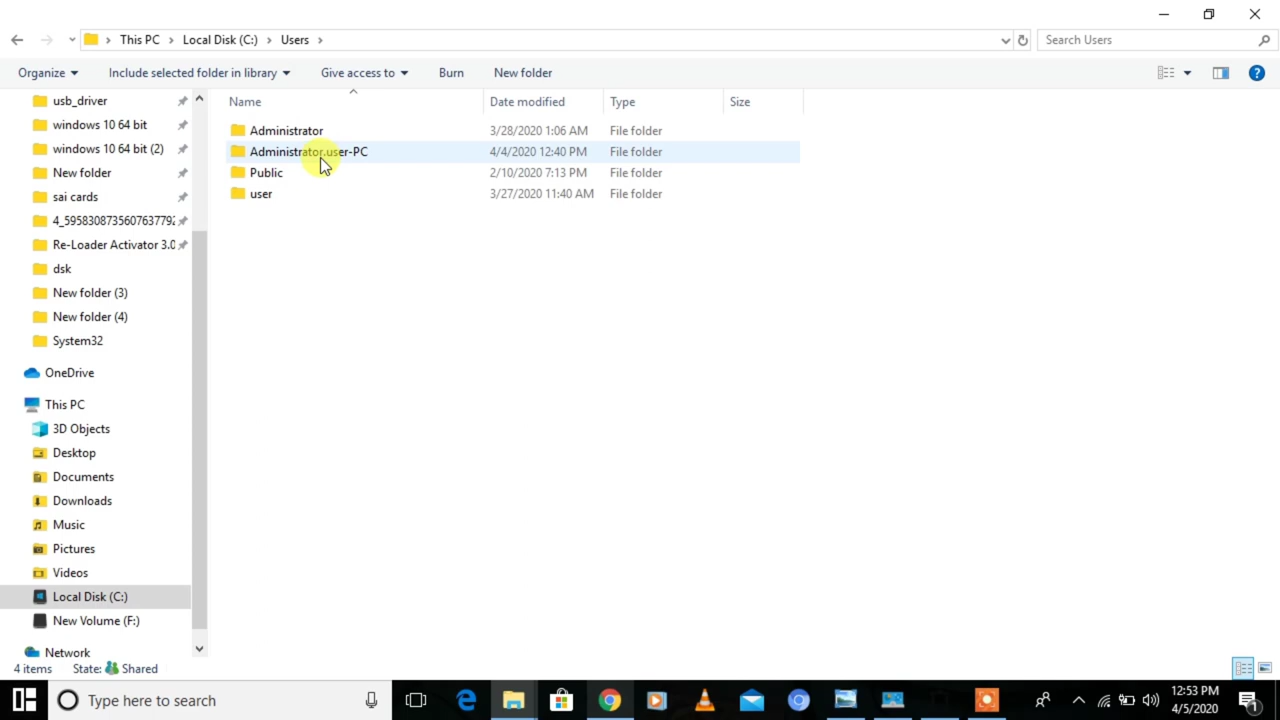 This PC > Local Disk (C:) > Users >
Search Users
Organize Include selected folder in library Give access to Burn New folder
Name Date modified Type Size
Administrator 3/28/2020 1:06 AM File folder
Administrator.user-PC 4/4/2020 12:40 PM File folder
Public 2/10/2020 7:13 PM File folder
user 3/27/2020 11:40 AM File folder
usb_driver
windows 10 64 bit
windows 10 64 bit (2)
New folder
sai cards
4_5958308735607637792
Re-Loader Activator 3.0
dsk
New folder (3)
New folder (4)
System32
OneDrive
This PC
3D Objects
Desktop
Documents
Downloads
Music
Pictures
Videos
Local Disk (C:)
New Volume (F:)
Network
4 items State: Shared
Type here to search
12:53 PM
4/5/2020
1